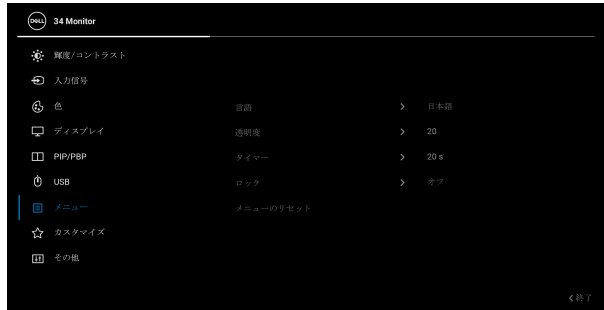 DELL 34 Monitor
輝度/コントラスト
入力信号
色
言語 日本語
ディスプレイ
透明度 20
PIP/PBP
タイマー 20 s
USB
ロック オフ
メニュー
メニューのリセット
カスタマイズ
その他
終了